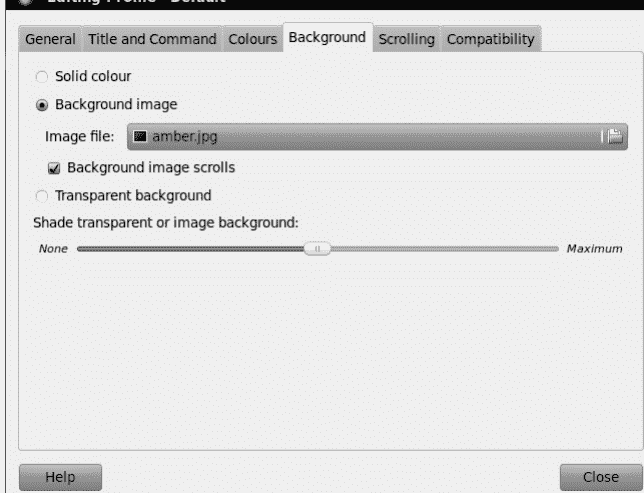 Editing Profile "Default"
General Title and Command Colours Background Scrolling Compatibility
Solid colour
Background image
Image file: amber.jpg
Background image scrolls
Transparent background
Shade transparent or image background:
None Maximum
Help Close